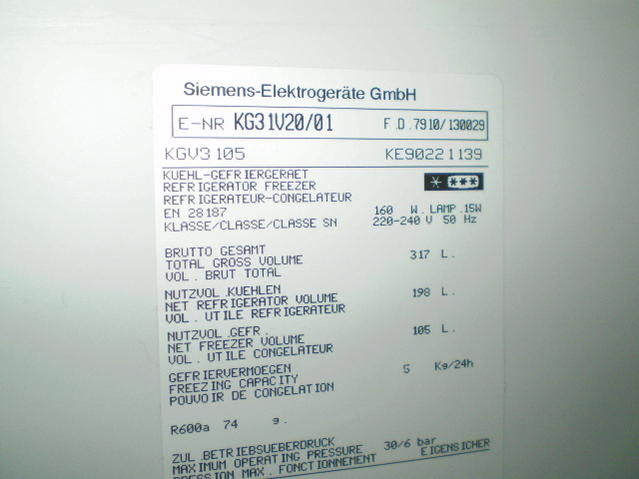 Siemens-Elektrogeräte GmbH
E-NR KG31V20/01 F.D. 7910/130029
KGV3105 KE90221139
KUEHL-GEFRIERGERAET
REFRIGERATOR FREEZER
REFRIGERATEUR-CONGELATEUR
EN 28187 160 W. LAMP. 15W
KLASSE/CLASSE/CLASSE SN 220-240 V 50 Hz
BRUTTO GESAMT
TOTAL GROSS VOLUME 317 L.
VOL. BRUT TOTAL
NUTZVOL.KUEHLEN
NET REFRIGERATOR VOLUME 198 L.
VOL. UTILE REFRIGERATEUR
NUTZVOL.GEFR.
NET FREEZER VOLUME 105 L.
VOL. UTILE CONGELATEUR
GEFRIERVERMOEGEN
FREEZING CAPACITY 5 Kg/24h
POUVOIR DE CONGELATION
R600a 74 g.
ZUL.BETRIEBSUEBERDRUCK
MAXIMUM OPERATING PRESSURE 30/6 bar
PRESSION MAX. FONCTIONNEMENT EIGENSICHER